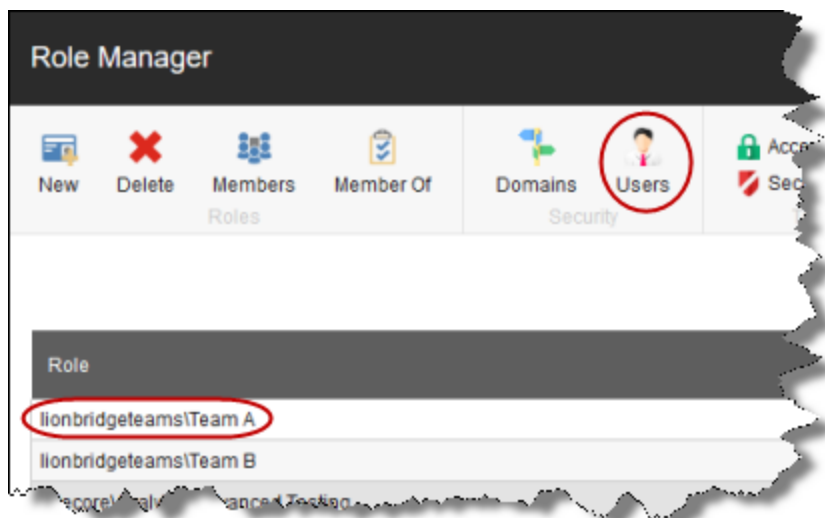 Role Manager
New Delete Members Member Of Domains Users
Roles Security
Role
lionbridgeteams\Team A
lionbridgeteams\Team B